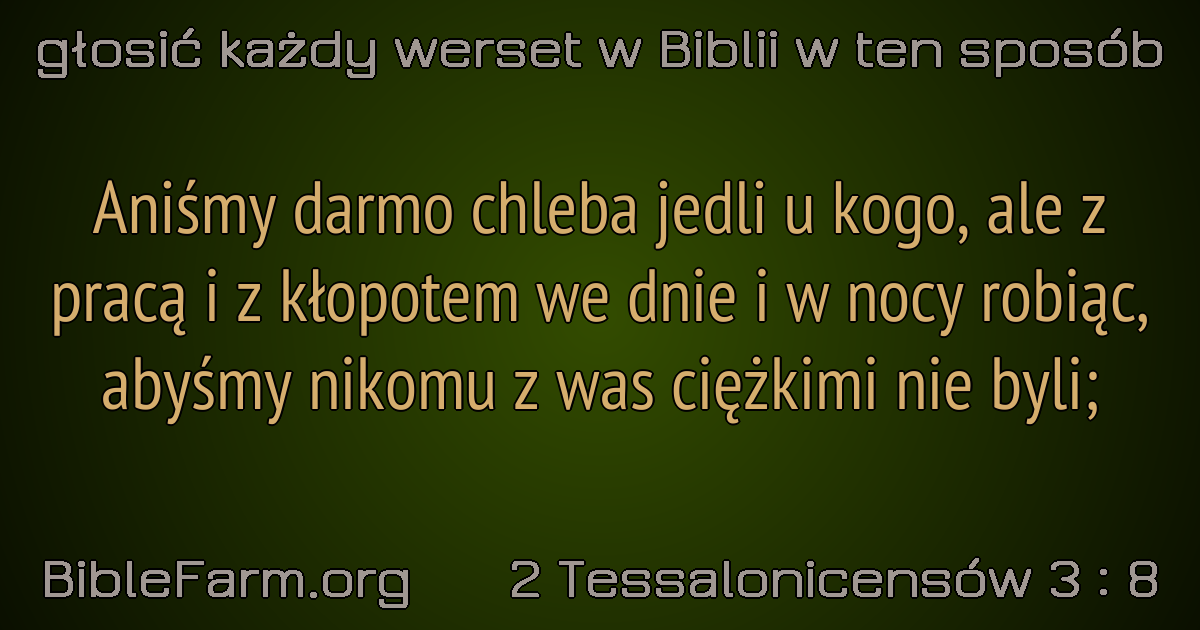 głosić każdy werset w Biblii w ten sposób
Aniśmy darmo chleba jedli u kogo, ale z
pracą i z kłopotem we dnie i w nocy robiąc,
abyśmy nikomu z was ciężkimi nie byli;
BibleFarm.org 2 Tessalonicensów 3 : 8